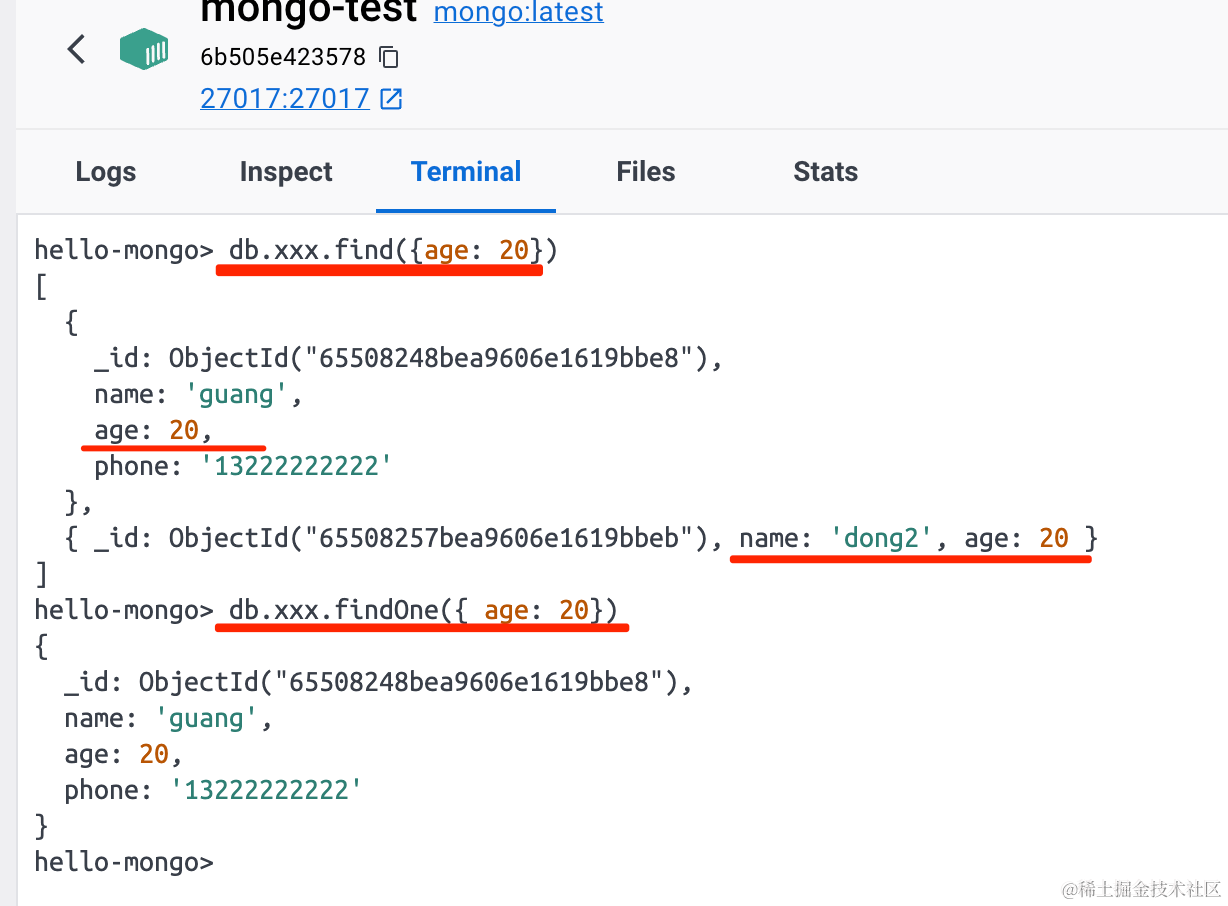 mongo-test mongo:latest
6b505e423578
27017:27017
Logs Inspect Terminal Files Stats
hello-mongo> db.xxx.find({age: 20})
[
  {
    _id: ObjectId("65508248bea9606e1619bbe8"),
    name: 'guang',
    age: 20,
    phone: '13222222222'
  },
  { _id: ObjectId("65508257bea9606e1619bbeb"), name: 'dong2', age: 20 }
]
hello-mongo> db.xxx.findOne({ age: 20})
{
  _id: ObjectId("65508248bea9606e1619bbe8"),
  name: 'guang',
  age: 20,
  phone: '13222222222'
}
hello-mongo>
@稀土掘金技术社区